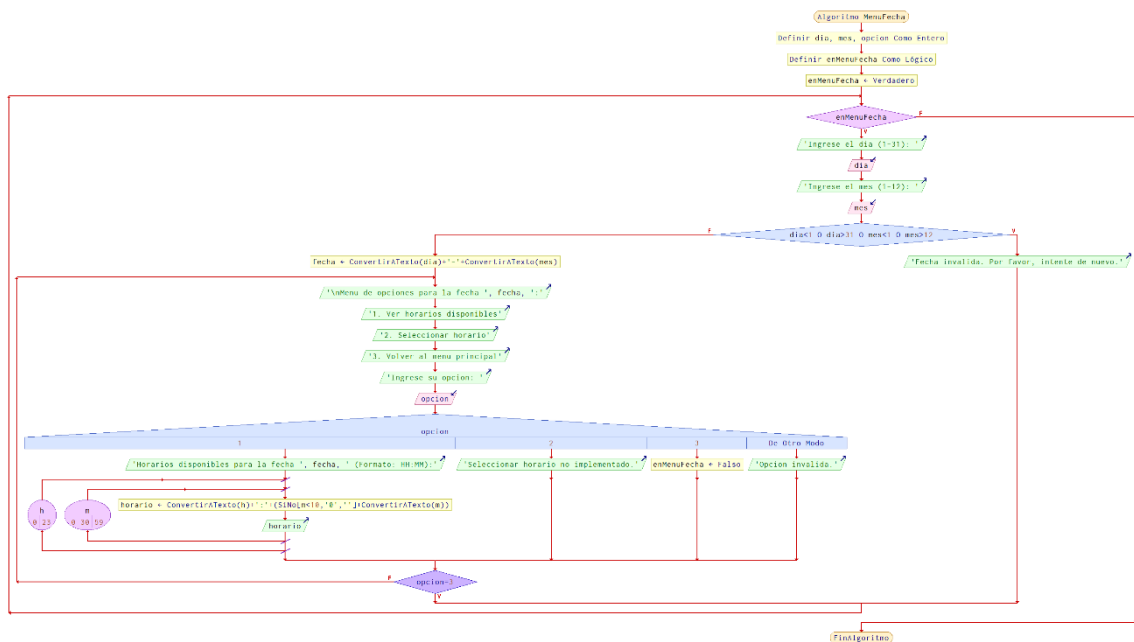 Algoritmo MenuFecha
Definir dia, mes, opcion Como Entero
Definir enMenuFecha Como Lógico
enMenuFecha ← Verdadero
enMenuFecha
F
V
'Ingrese el dia (1-31): '
dia
'Ingrese el mes (1-12): '
mes
dia<1 O dia>31 O mes<1 O mes>12
F
V
fecha ← ConvertirATexto(dia)+'-'+ConvertirATexto(mes)
'Fecha invalida. Por favor, intente de nuevo.'
'\nMenu de opciones para la fecha ', fecha, ':'
'1. Ver horarios disponibles'
'2. Seleccionar horario'
'3. Volver al menu principal'
'Ingrese su opcion: '
opcion
opcion
1
2
3
De Otro Modo
'Horarios disponibles para la fecha ', fecha, ' (Formato: HH:MM):'
'Seleccionar horario no implementado.'
enMenuFecha ← Falso
'Opcion invalida.'
h
0 23
m
0 30 59
horario ← ConvertirATexto(h)+':'+(SiNo[m<10,'0','']+ConvertirATexto(m))
horario
F
opcion=3
V
FinAlgoritmo